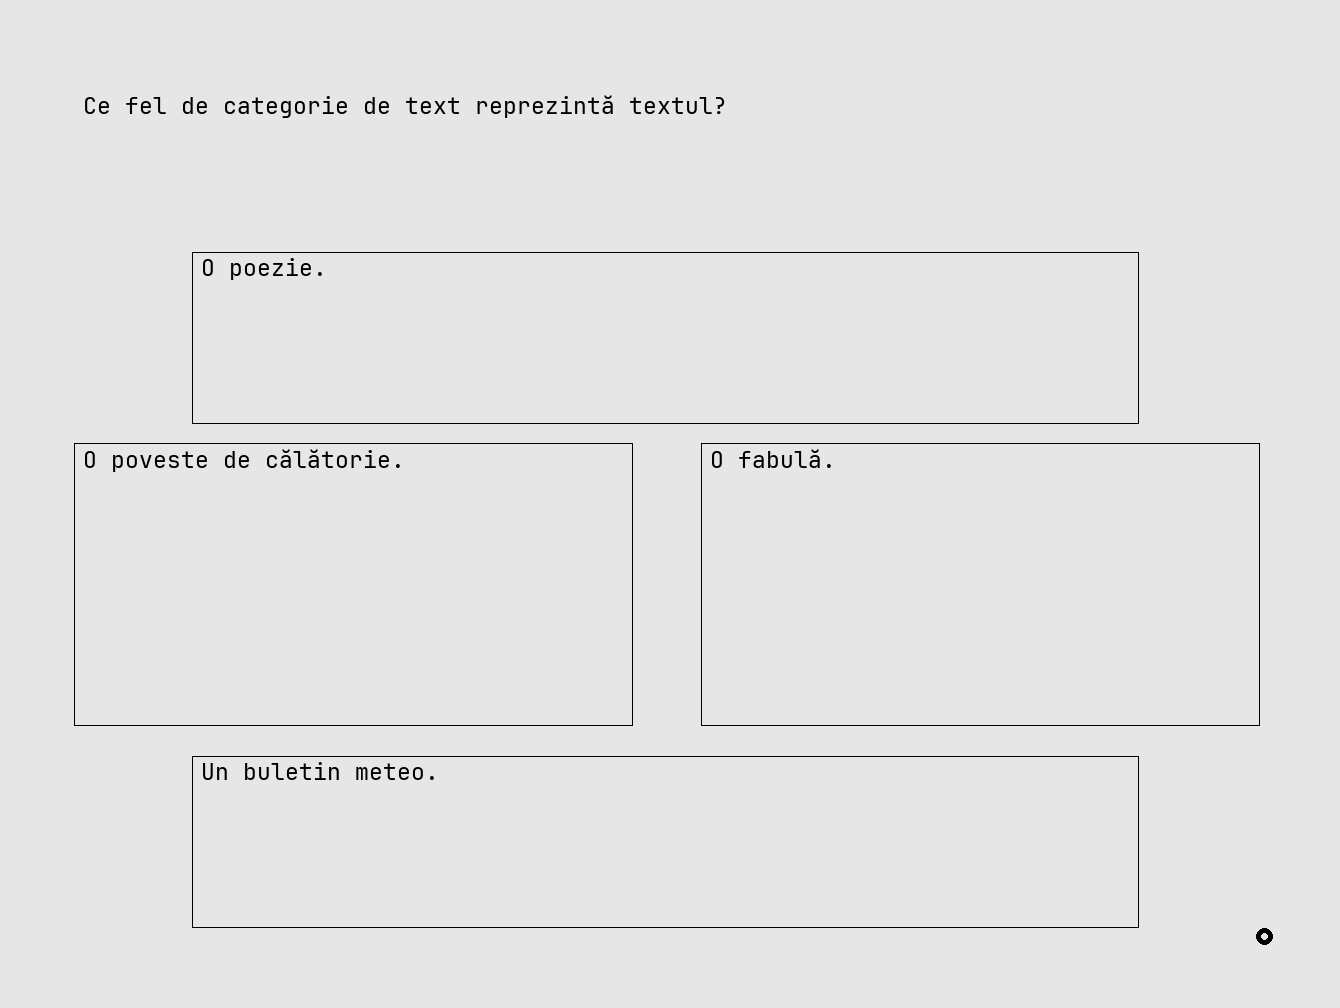 Ce fel de categorie de text reprezintă textul?
O poezie.
O poveste de călătorie.
O fabulă.
Un buletin meteo.